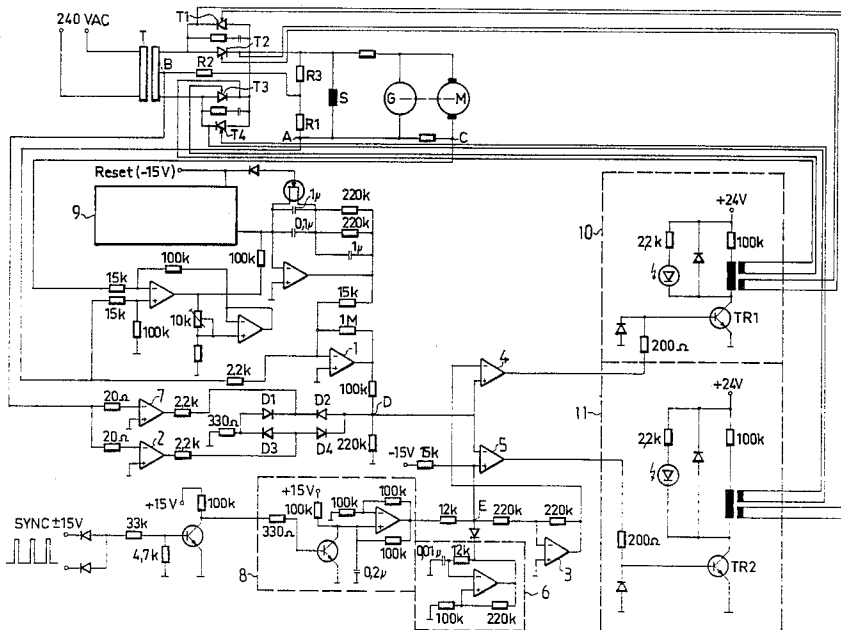 T1
240 VAC
T
T2
B
R2
T3
R3
S
G
M
T4
R1
A
C
Reset (-15V)
9
1µ
220k
0,1µ
220k
100k
1µ
100k
15k
15k
100k
10k
15k
1M
1
2,2k
100k
20Ω
7
2,2k
D1
D2
D
330Ω
20Ω
2
2,2k
D3
D4
220k
4
5
-15V
15k
+15V
100k
SYNC ±15V
33k
4,7k
330Ω
8
+15V
100k
100k
100k
100k
0,2µ
12k
E
220k
220k
0,01µ
12k
6
100k
220k
3
10
+24V
2,2k
100k
TR1
200Ω
11
+24V
2,2k
100k
200Ω
TR2